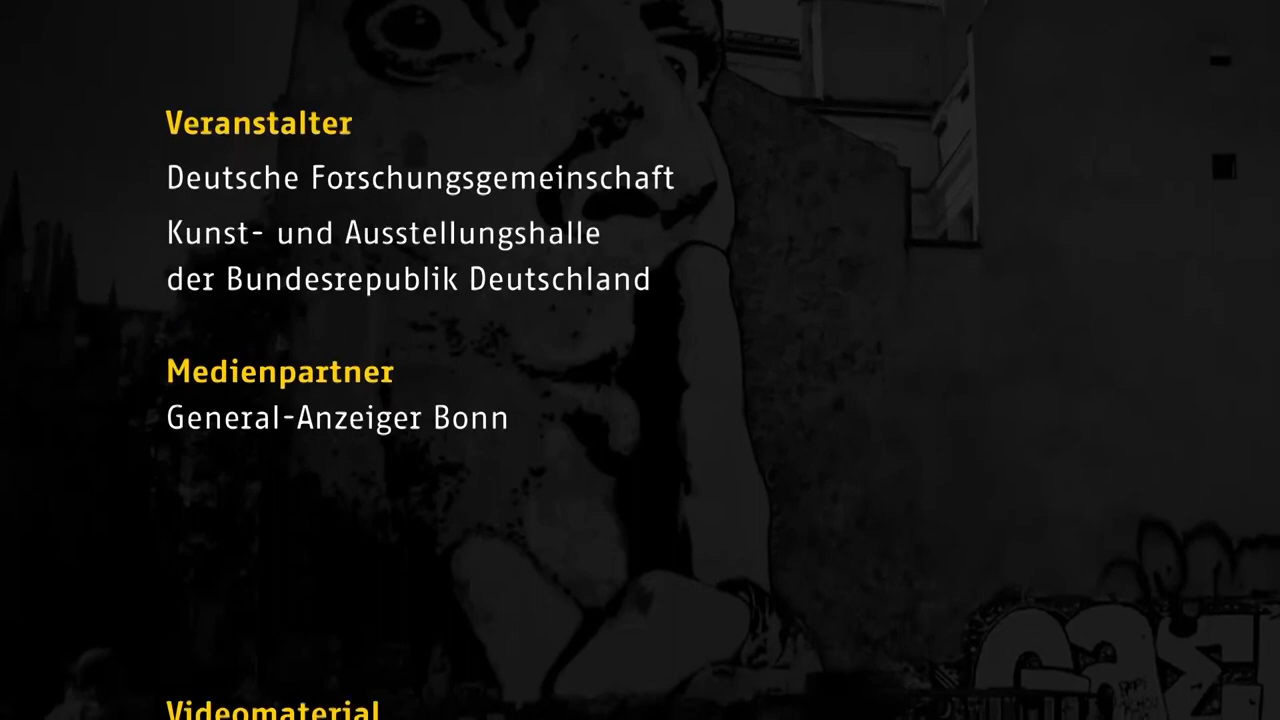 Veranstalter
Deutsche Forschungsgemeinschaft
Kunst- und Ausstellungshalle
der Bundesrepublik Deutschland
Medienpartner
General-Anzeiger Bonn
Videomaterial